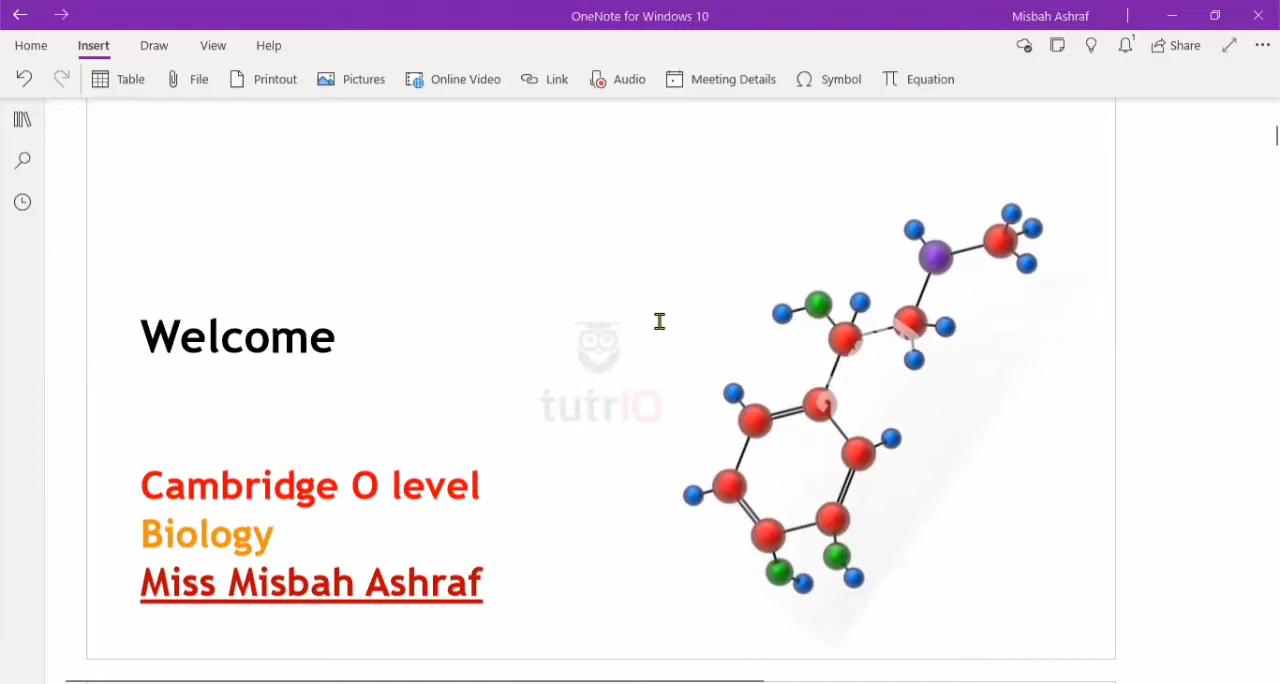 OneNote for Windows 10
Misbah Ashraf
Home Insert Draw View Help
1 Share
Table File Printout Pictures Online Video Link Audio Meeting Details Symbol Equation
Welcome
tutrIQ
Cambridge O level
Biology
Miss Misbah Ashraf